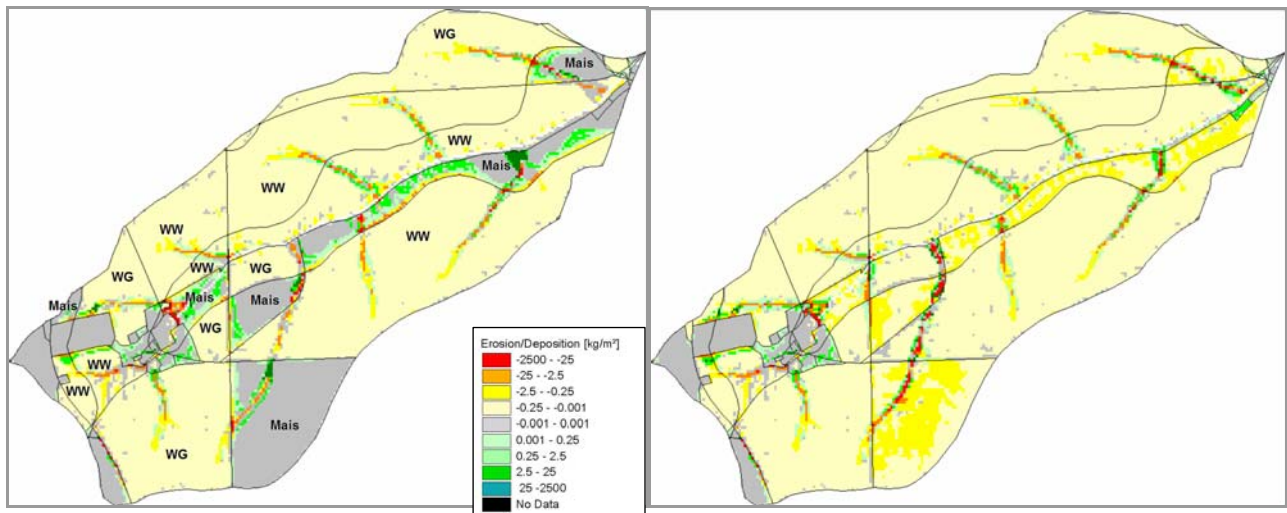 WG
Mais
WW
Mais
WW
WW
WW
WG
WW
WG
Mais
Mais
Mais
WG
WW
WW
Mais
WG
Erosion/Deposition [kg/m²]
-2500 - -25
-25 - -2.5
-2.5 - -0.25
-0.25 - -0.001
-0.001 - 0.001
0.001 - 0.25
0.25 - 2.5
2.5 - 25
25 -2500
No Data